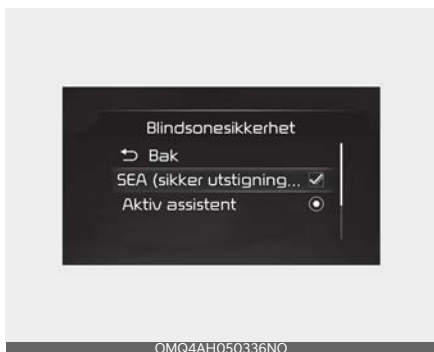 Blindsonesikkerhet
Bak
SEA (sikker utstigning...
Aktiv assistent
OMQ4AH050336NO